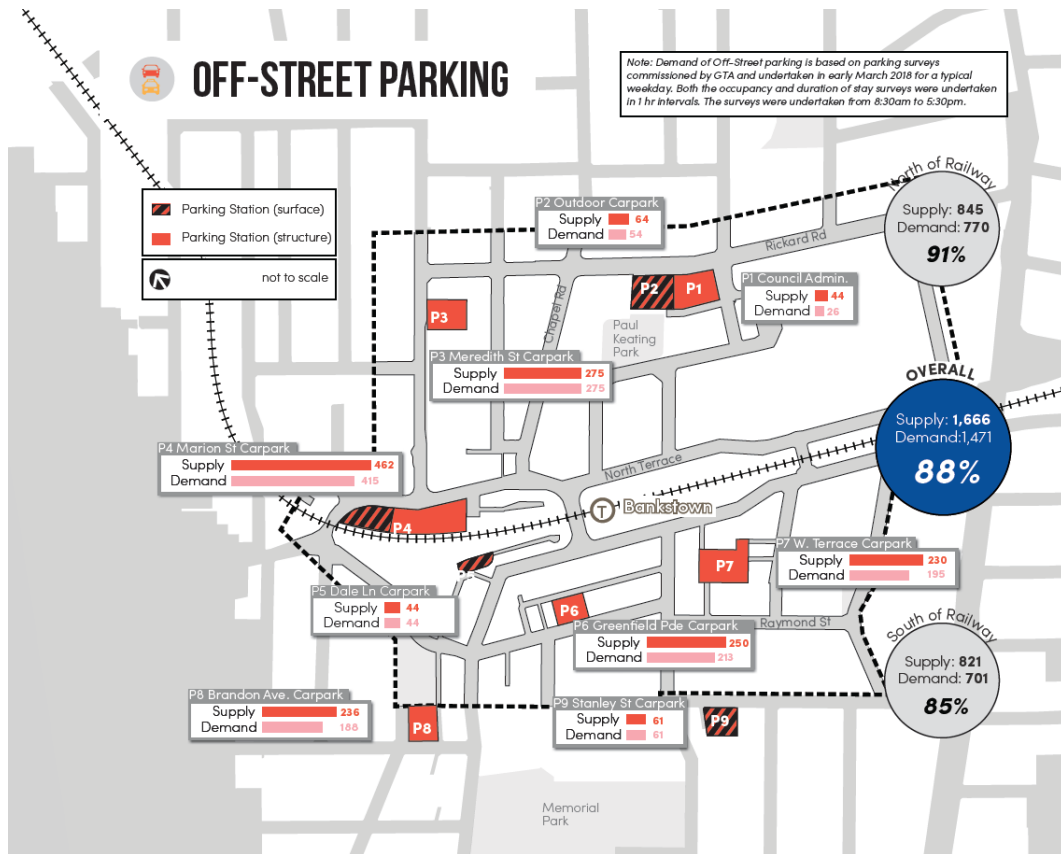 OFF-STREET PARKING
Note: Demand of Off-Street parking is based on parking surveys
commissioned by GTA and undertaken in early March 2018 for a typical
weekday. Both the occupancy and duration of stay surveys were undertaken
in 1 hr intervals. The surveys were undertaken from 8:30am to 5:30pm.
Parking Station (surface)
Parking Station (structure)
not to scale
North of Railway
Supply: 845
Demand: 770
91%
P2 Outdoor Carpark
Supply 64
Demand 54
Rickard Rd
P2
P1
P1 Council Admin.
Supply 44
Demand 26
P3
Chapel Rd
Paul
Keating
Park
P3 Meredith St Carpark
Supply 275
Demand 275
OVERALL
Supply: 1,666
Demand:1,471
88%
P4 Marion St Carpark
Supply 462
Demand 415
North Terrace
T Bankstown
P4
P7 W. Terrace Carpark
Supply 230
Demand 195
P7
P5 Dale Ln Carpark
Supply 44
Demand 44
P6
Raymond St
P6 Greenfield Pde Carpark
Supply 250
Demand 213
South of Railway
Supply: 821
Demand: 701
85%
P8 Brandon Ave. Carpark
Supply 236
Demand 188
P8
P9 Stanley St Carpark
Supply 61
Demand 61
P9
Memorial
Park